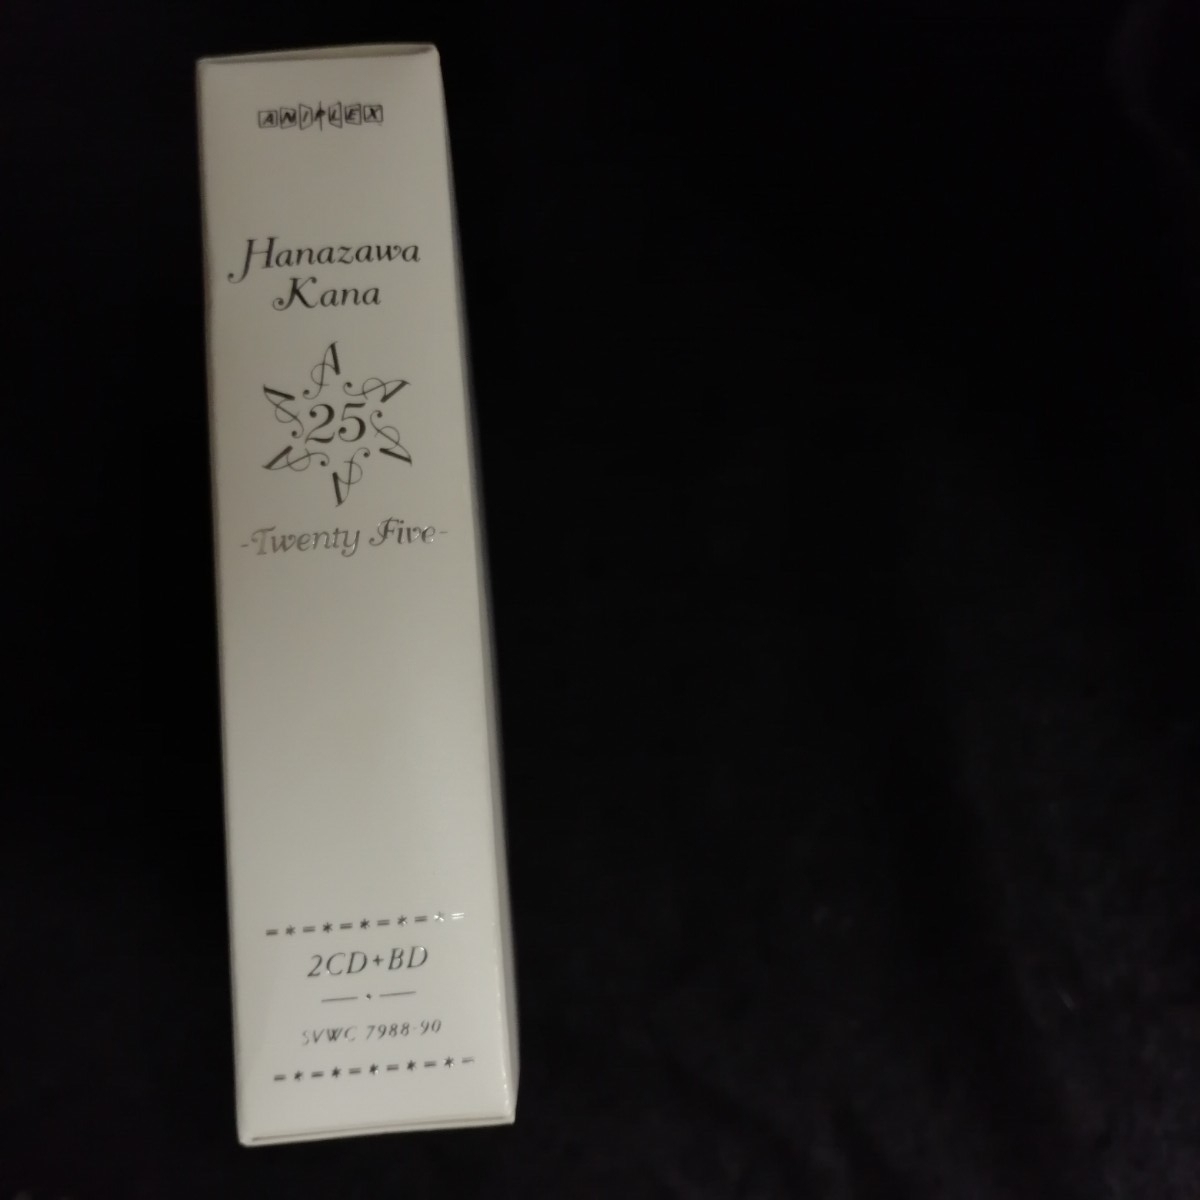 ANIPLEX
Hanazawa
Kana
25
-Twenty Five-
=*=*=*=*=*=
2CD+BD
SVWC 7988-90
=*=*=*=*=*=